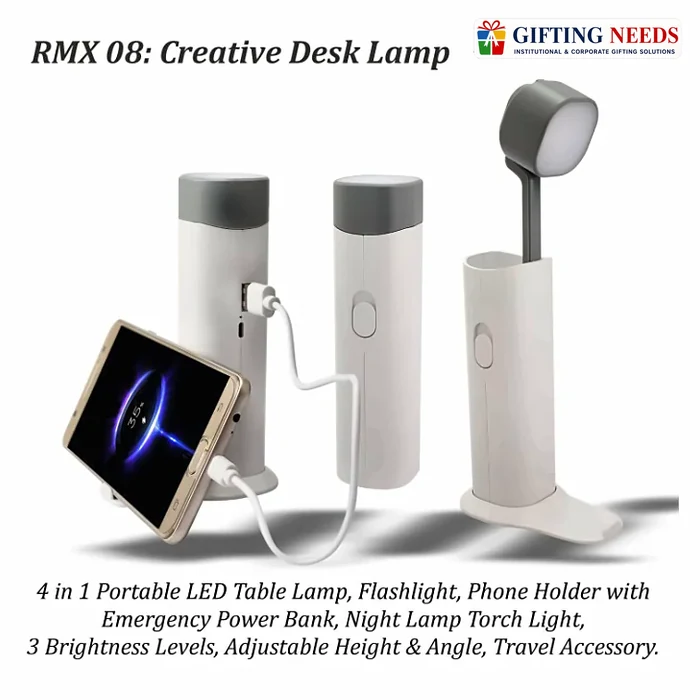 RMX 08: Creative Desk Lamp
GIFTING NEEDS
INSTITUTIONAL & CORPORATE GIFTING SOLUTIONS
35%
4 in 1 Portable LED Table Lamp, Flashlight, Phone Holder with
Emergency Power Bank, Night Lamp Torch Light,
3 Brightness Levels, Adjustable Height & Angle, Travel Accessory.